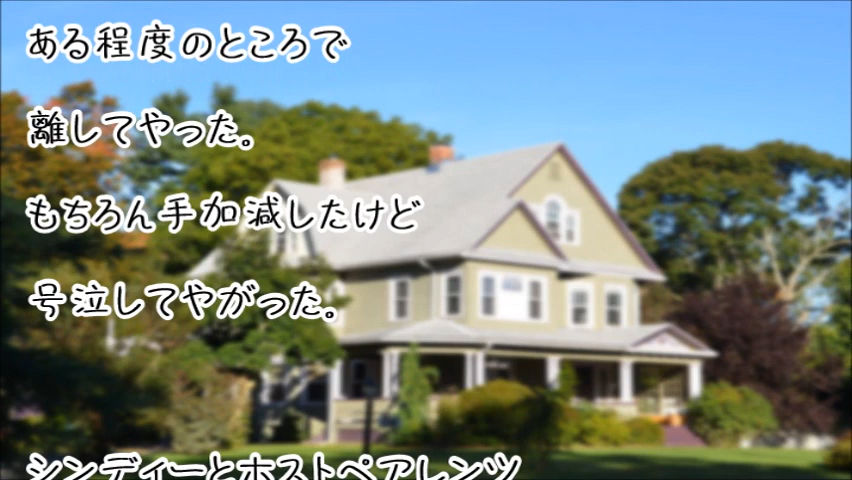 ある程度のところで
離してやった。
もちろん手加減したけど
号泣してやがった。
シンディーとホストペアレンツ